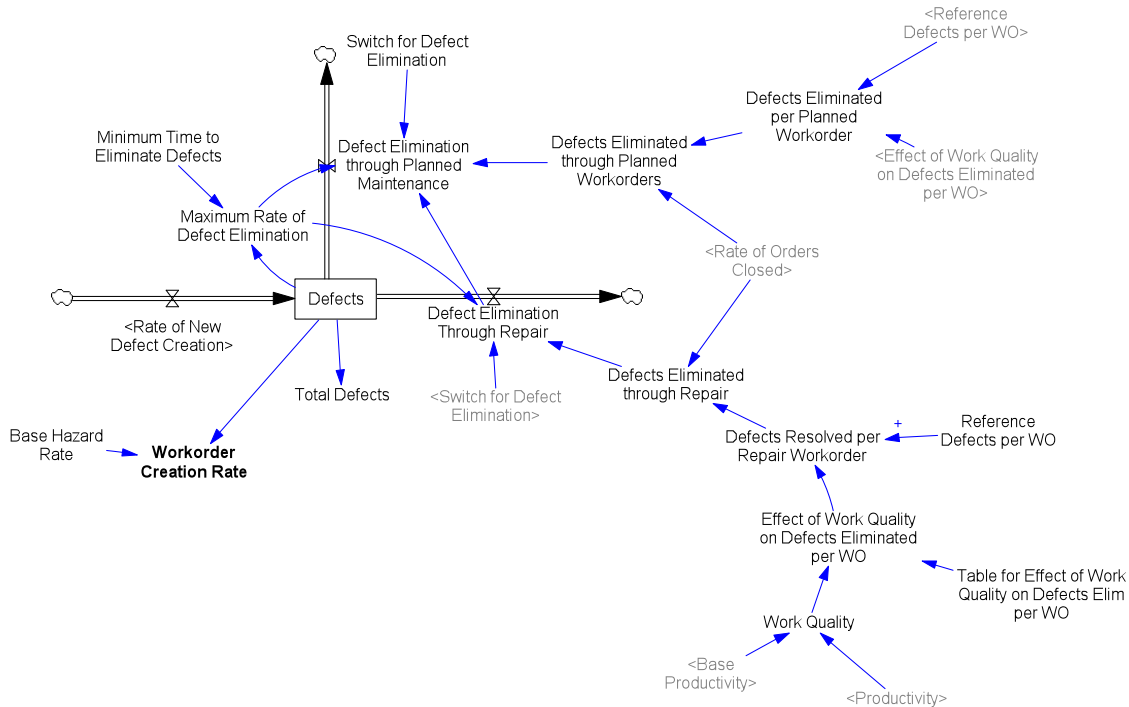 <Reference
Defects per WO>
Switch for Defect
Elimination
Defects Eliminated
per Planned
Workorder
Minimum Time to
Eliminate Defects
Defect Elimination
through Planned
Maintenance
Defects Eliminated
through Planned
Workorders
<Effect of Work Quality
on Defects Eliminated
per WO>
Maximum Rate of
Defect Elimination
<Rate of Orders
Closed>
Defects
<Rate of New
Defect Creation>
Defect Elimination
Through Repair
Total Defects
<Switch for Defect
Elimination>
Defects Eliminated
through Repair
Base Hazard
Rate
Workorder
Creation Rate
Defects Resolved per
Repair Workorder
+
Reference
Defects per WO
Effect of Work Quality
on Defects Eliminated
per WO
Table for Effect of Work
Quality on Defects Elim
per WO
Work Quality
<Base
Productivity>
<Productivity>